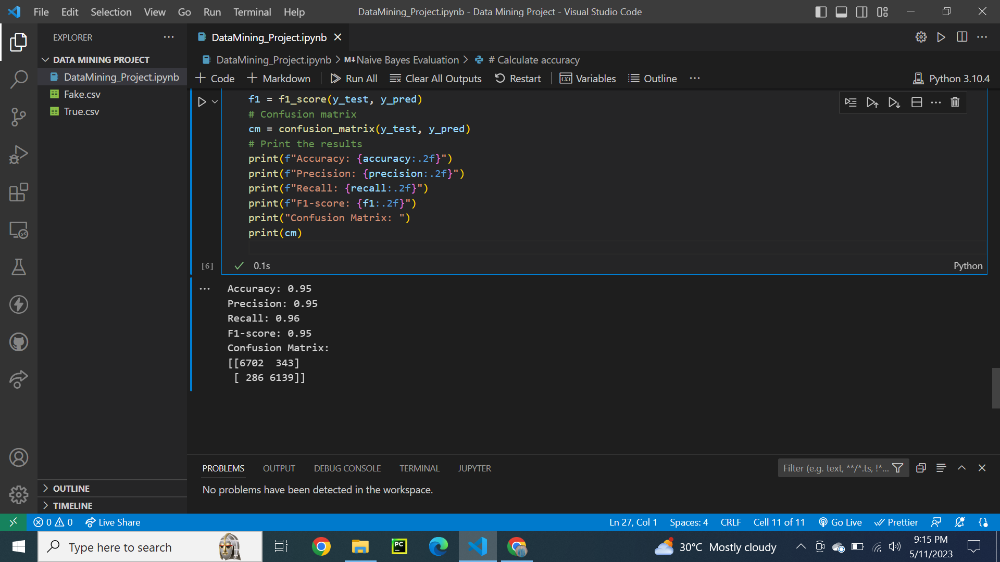 File Edit Selection View Go Run Terminal Help
DataMining_Project.ipynb - Data Mining Project - Visual Studio Code
EXPLORER
DATA MINING PROJECT
DataMining_Project.ipynb
Fake.csv
True.csv
OUTLINE
TIMELINE
DataMining_Project.ipynb
DataMining_Project.ipynb > M↓Naive Bayes Evaluation > # Calculate accuracy
+ Code + Markdown Run All Clear All Outputs Restart (x) Variables Outline ... Python 3.10.4
f1 = f1_score(y_test, y_pred)
# Confusion matrix
cm = confusion_matrix(y_test, y_pred)
# Print the results
print(f"Accuracy: {accuracy:.2f}")
print(f"Precision: {precision:.2f}")
print(f"Recall: {recall:.2f}")
print(f"F1-score: {f1:.2f}")
print("Confusion Matrix: ")
print(cm)
[6] ✓ 0.1s Python
Accuracy: 0.95
Precision: 0.95
Recall: 0.96
F1-score: 0.95
Confusion Matrix:
[[6702  343]
 [ 286 6139]]
PROBLEMS OUTPUT DEBUG CONSOLE TERMINAL JUPYTER
Filter (e.g. text, **/*.ts, !*...
No problems have been detected in the workspace.
0 0 Live Share Ln 27, Col 1 Spaces: 4 CRLF Cell 11 of 11 Go Live Prettier
Type here to search
PC
30°C Mostly cloudy
9:15 PM
5/11/2023